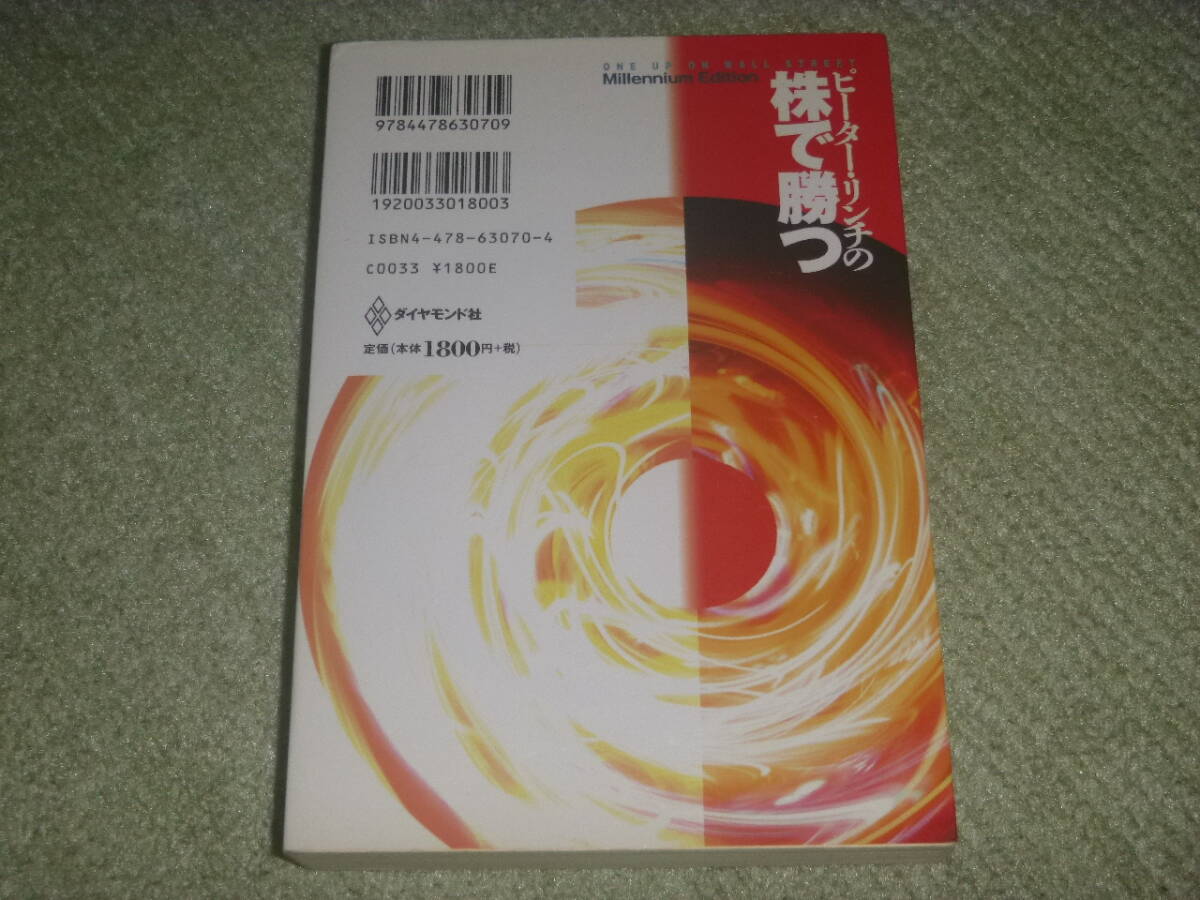 ONE UP ON WALL STREET
Millennium Edition
ピーター・リンチの
株で勝つ
9784478630709
1920033018003
ISBN4-478-63070-4
C0033 ¥1800E
ダイヤモンド社
定価(本体1800円+税)